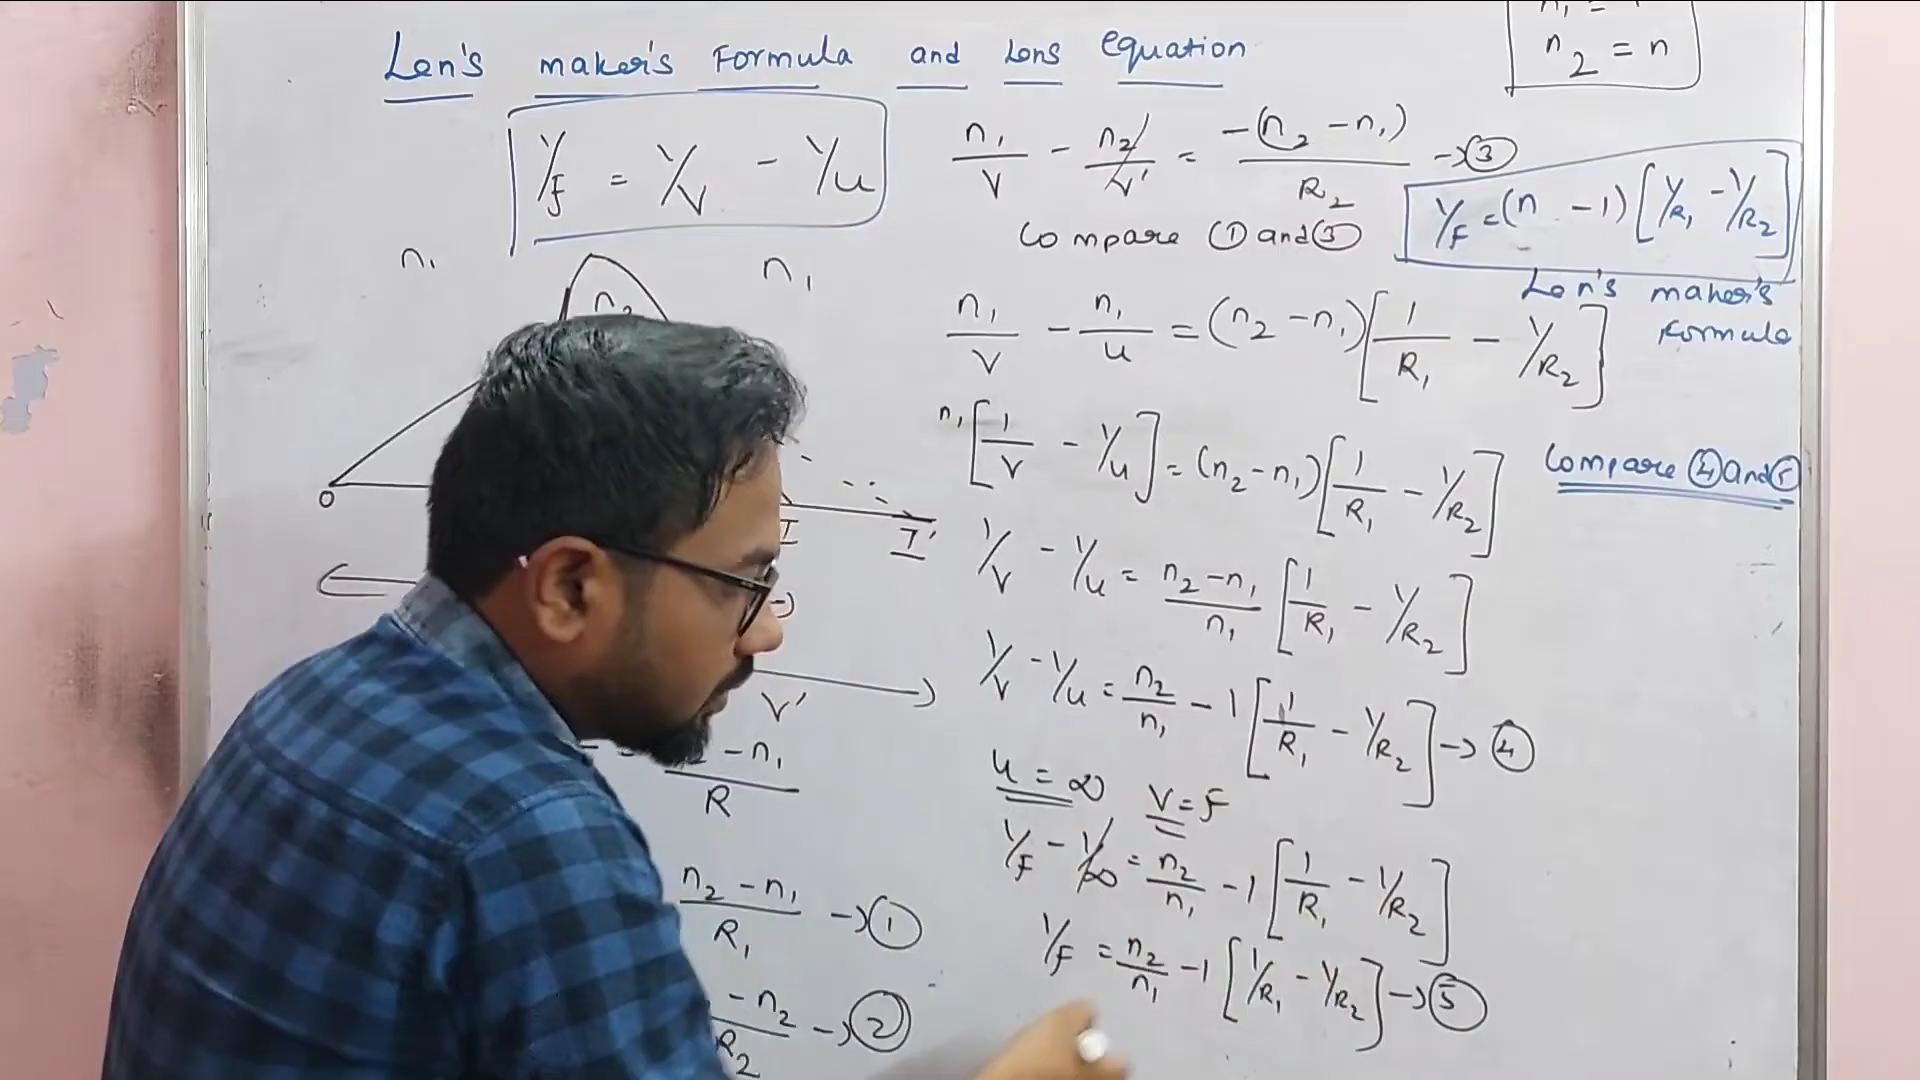 Len's maker's Formula and Lens equation
n₂ = n
1/f = 1/v - 1/u
n₁/v - n₂/v' = -(n₂ - n₁)/R₂ → ③
Compare ① and ③
1/F = (n - 1) [1/R₁ - 1/R₂]
Len's maker's
Formula
n₁ n₁
n₂
n₁/v - n₁/u = (n₂ - n₁) [1/R₁ - 1/R₂]
n₁ [1/v - 1/u] = (n₂ - n₁) [1/R₁ - 1/R₂]
Compare ④ and ⑤
O I I'
1/v - 1/u = n₂ - n₁/n₁ [1/R₁ - 1/R₂]
1/v - 1/u = n₂/n₁ - 1 [1/R₁ - 1/R₂] → ④
v'
- n₁/R
u = ∞ v = f
1/F - 1/∞ = n₂/n₁ - 1 [1/R₁ - 1/R₂]
n₂ - n₁/R₁ → ①
1/F = n₂/n₁ - 1 [1/R₁ - 1/R₂] → ⑤
- n₂/R₂ → ②